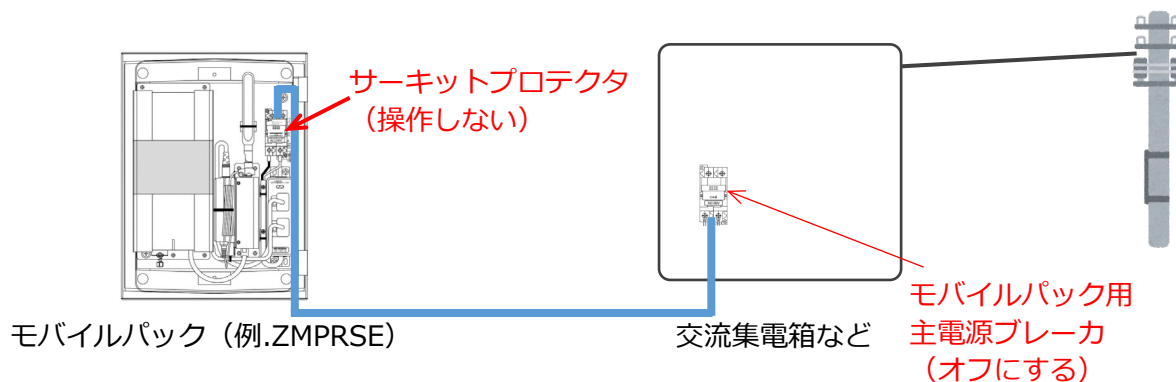 サーキットプロテクタ
（操作しない）
モバイルパック（例.ZMPRSE）
交流集電箱など
モバイルパック用
主電源ブレーカ
（オフにする）